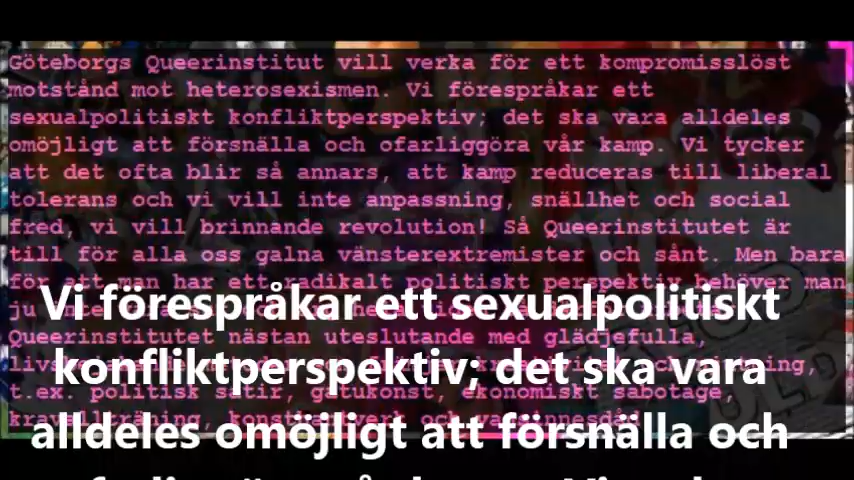 Göteborgs Queerinstitut vill verka för ett kompromisslöst
motstånd mot heterosexismen. Vi förespråkar ett
sexualpolitiskt konfliktperspektiv; det ska vara alldeles
omöjligt att försnälla och ofarliggöra vår kamp. Vi tycker
att det ofta blir så annars, att kamp reduceras till liberal
tolerans och vi vill inte anpassning, snällhet och social
fred, vi vill brinnande revolution! Så Queerinstitutet är
till för alla oss galna vänsterextremister och sånt. Men bara
för att man har ett radikalt politiskt perspektiv behöver man
ju
Queerinstitutet nästan uteslutande med glädjefulla,
t.ex. politisk satir, gatukonst, ekonomiskt sabotage,
kravallträning, konsthantverk och
Vi förespråkar ett sexualpolitiskt
konfliktperspektiv; det ska vara
alldeles omöjligt att försnälla och